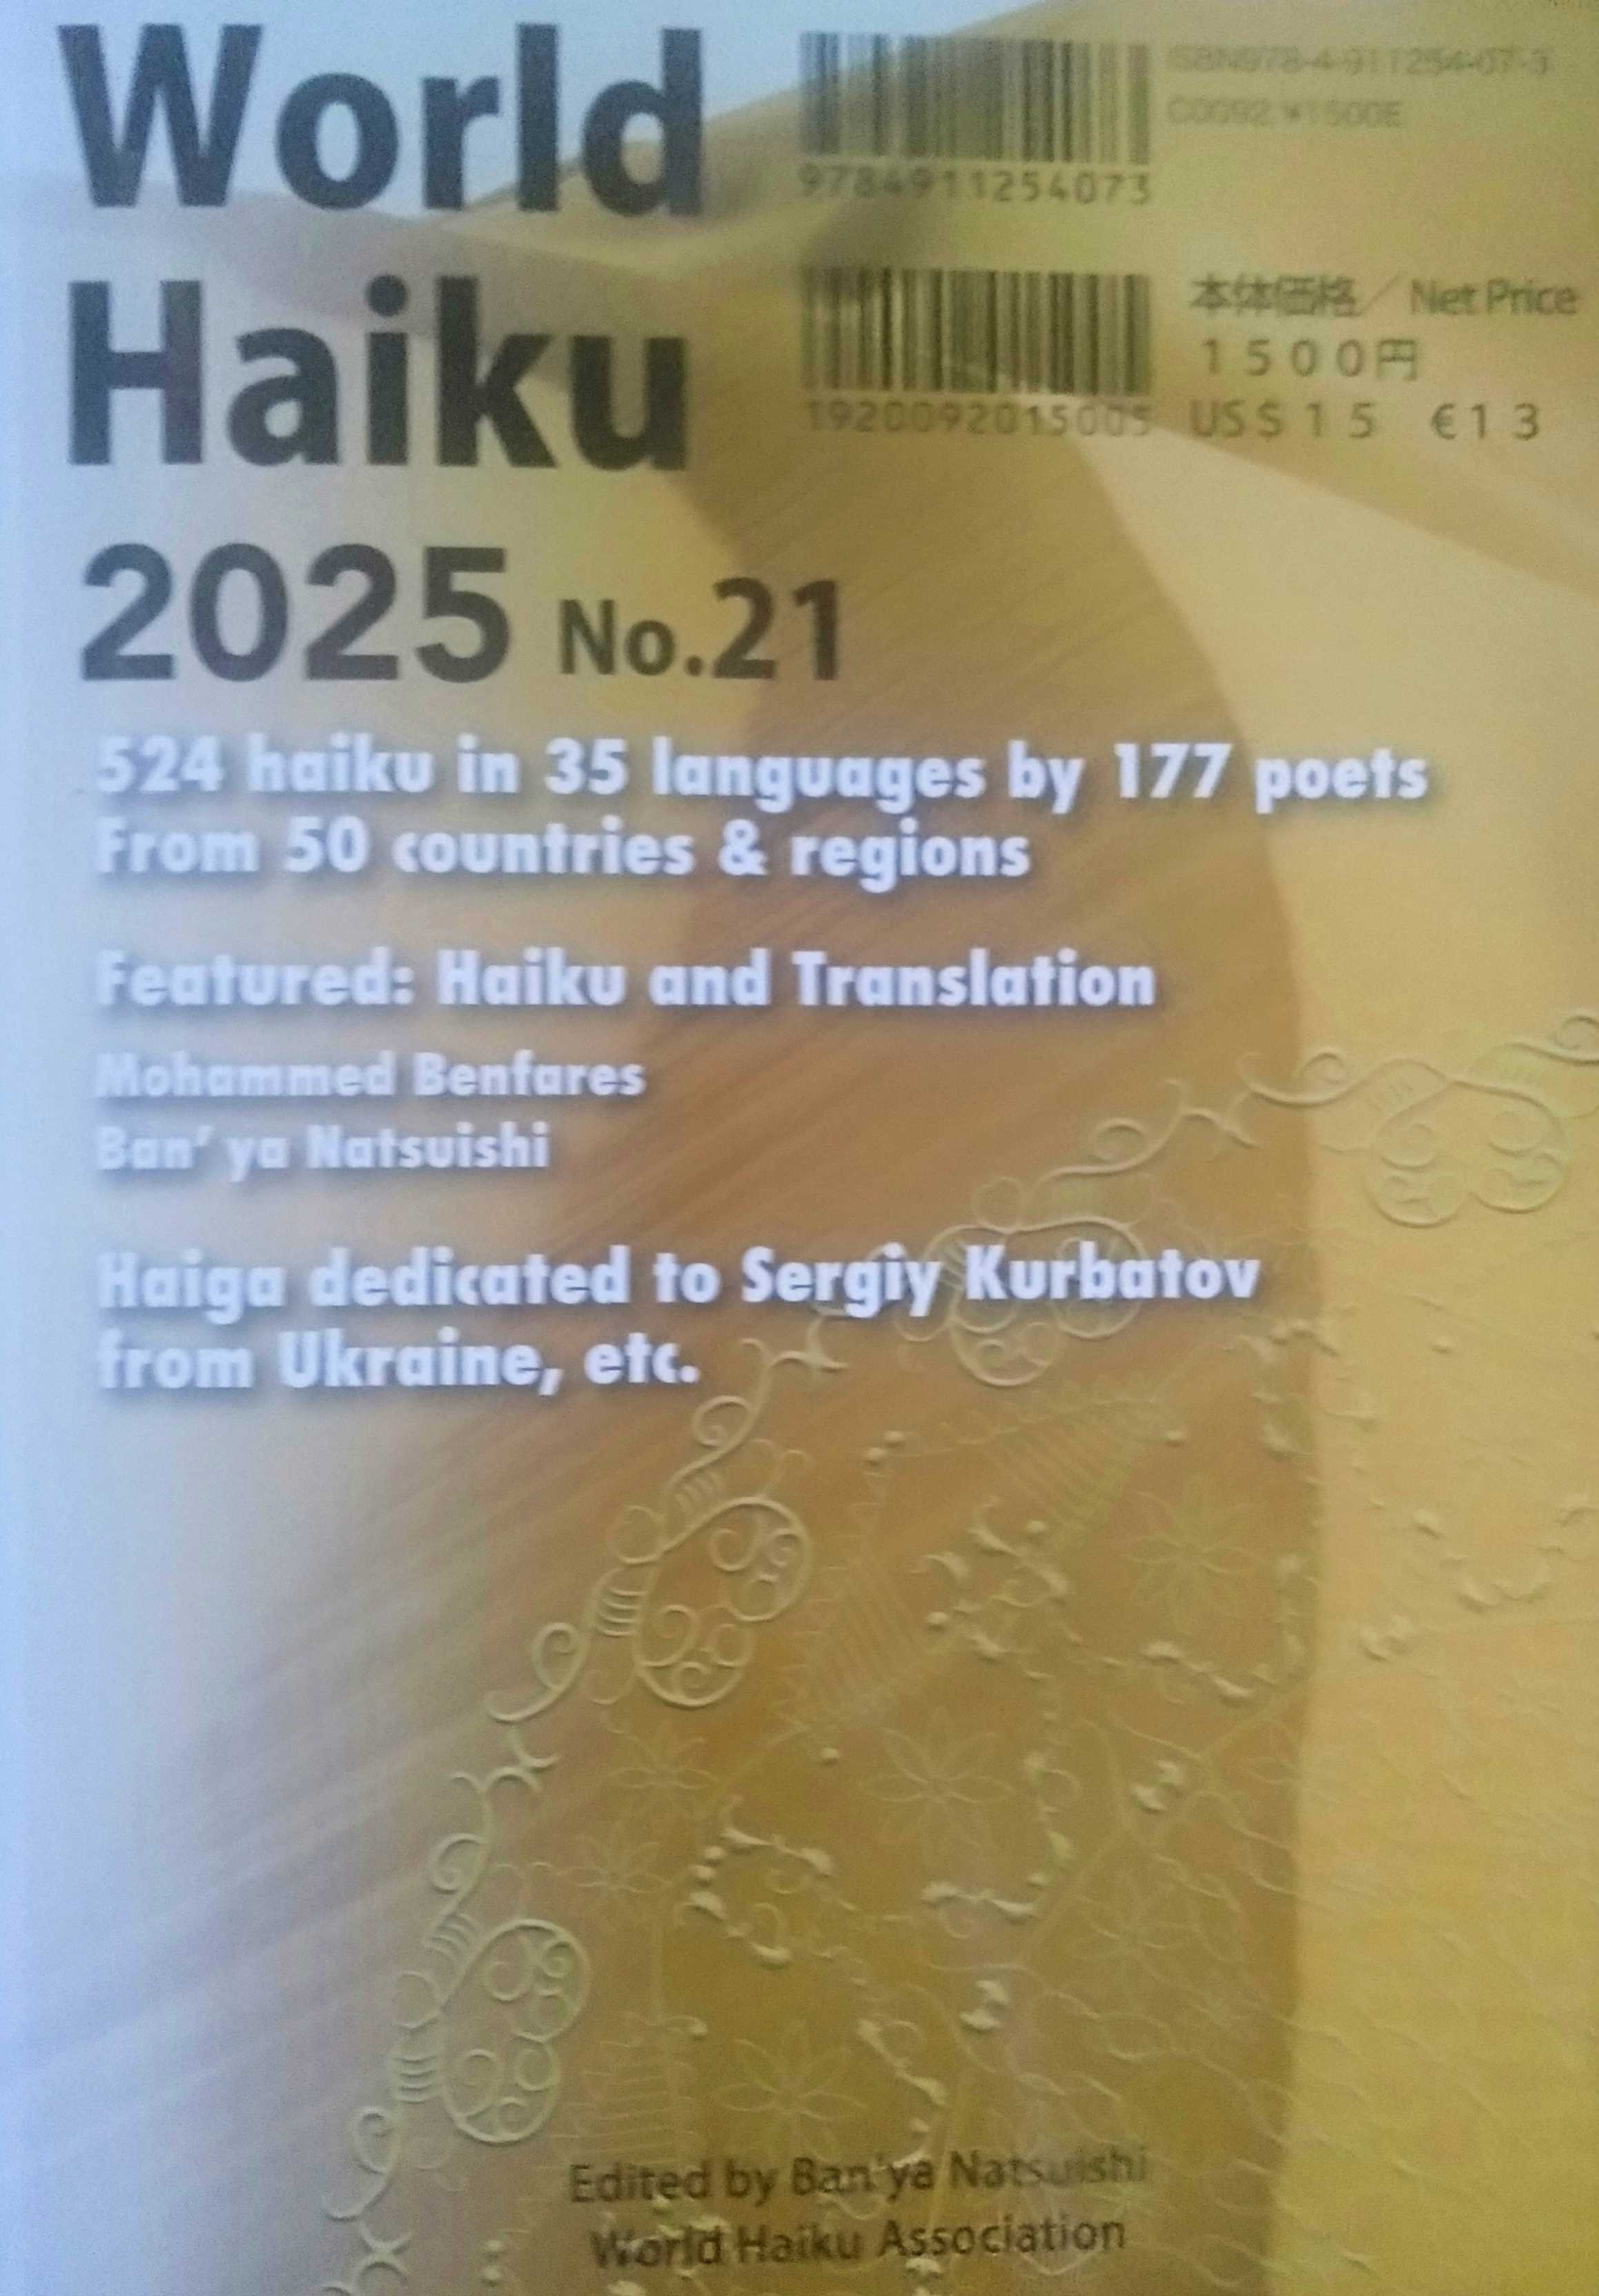 World
Haiku
2025 No.21
ISBN978-4-911254-07-3
C0092 ¥1500E
9784911254073
本体価格／Net Price
1500円
1920092015005
US$15 €13
524 haiku in 35 languages by 177 poets
From 50 countries & regions
Featured: Haiku and Translation
Mohammed Benfares
Ban'ya Natsuishi
Haiga dedicated to Sergiy Kurbatov
from Ukraine, etc.
Edited by Ban'ya Natsuishi
World Haiku Association